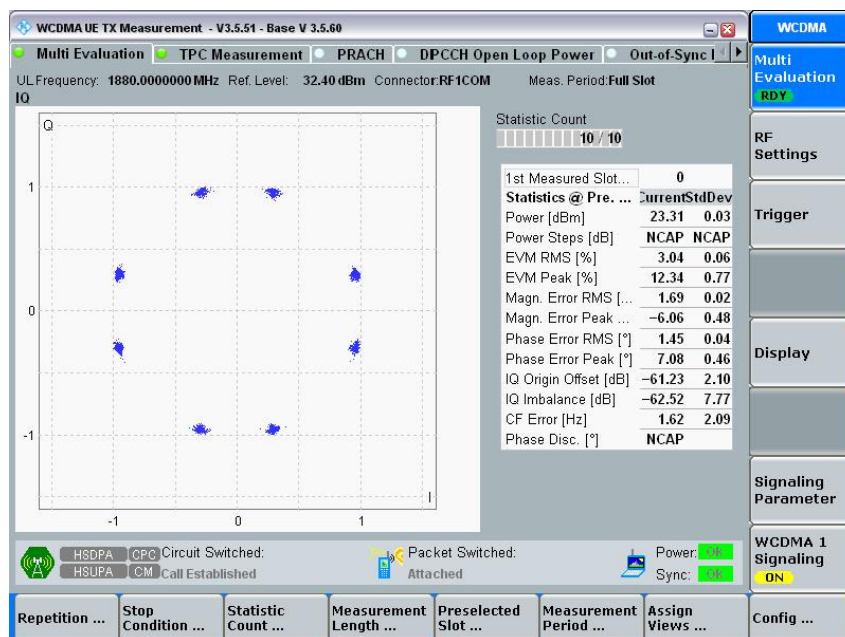 WCDMA UE TX Measurement - V3.5.51 - Base V 3.5.60
WCDMA
Multi Evaluation TPC Measurement PRACH DPCCH Open Loop Power Out-of-Sync
UL Frequency: 1880.0000000 MHz Ref. Level: 32.40 dBm Connector: RF1COM Meas. Period: Full Slot
IQ
Q
1
0
-1
-1 0 1
I
Statistic Count
10 / 10
1st Measured Slot... 0
Statistics @ Pre. ... Current StdDev
Power [dBm] 23.31 0.03
Power Steps [dB] NCAP NCAP
EVM RMS [%] 3.04 0.06
EVM Peak [%] 12.34 0.77
Magn. Error RMS [... 1.69 0.02
Magn. Error Peak ... -6.06 0.48
Phase Error RMS [°] 1.45 0.04
Phase Error Peak [°] 7.08 0.46
IQ Origin Offset [dB] -61.23 2.10
IQ Imbalance [dB] -62.52 7.77
CF Error [Hz] 1.62 2.09
Phase Disc. [°] NCAP
Multi
Evaluation
RDY
RF
Settings
Trigger
Display
Signaling
Parameter
WCDMA 1
Signaling
ON
HSDPA CPC Circuit Switched:
HSUPA CM Call Established
Packet Switched:
Attached
Power: OK
Sync: OK
Repetition ...
Stop
Condition ...
Statistic
Count ...
Measurement
Length ...
Preselected
Slot ...
Measurement
Period ...
Assign
Views ...
Config ...